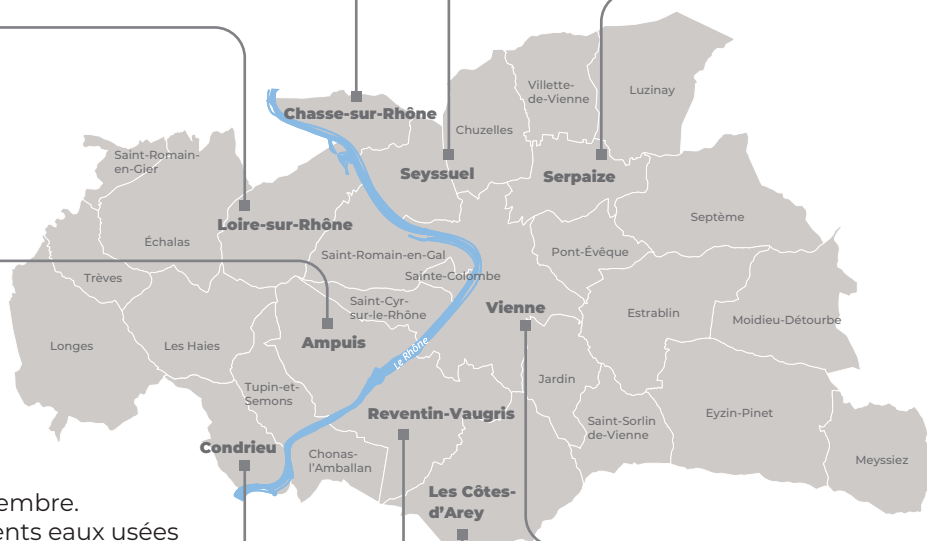 Villette-
de-Vienne
Luzinay
Chasse-sur-Rhône
Chuzelles
Saint-Romain-
en-Gier
Seyssuel
Serpaize
Septème
Loire-sur-Rhône
Échalas
Saint-Romain-en-Gal
Pont-Évêque
Sainte-Colombe
Trèves
Saint-Cyr-
sur-le-Rhône
Vienne
Estrablin
Moidieu-Détourbe
Longes
Les Haies
Ampuis
Le Rhône
Jardin
Tupin-et-
Semons
Reventin-Vaugris
Saint-Sorlin
de-Vienne
Eyzin-Pinet
Condrieu
Chonas-
l’Amballan
Meyssiez
Les Côtes-
d’Arey
embre.
ents eaux usées